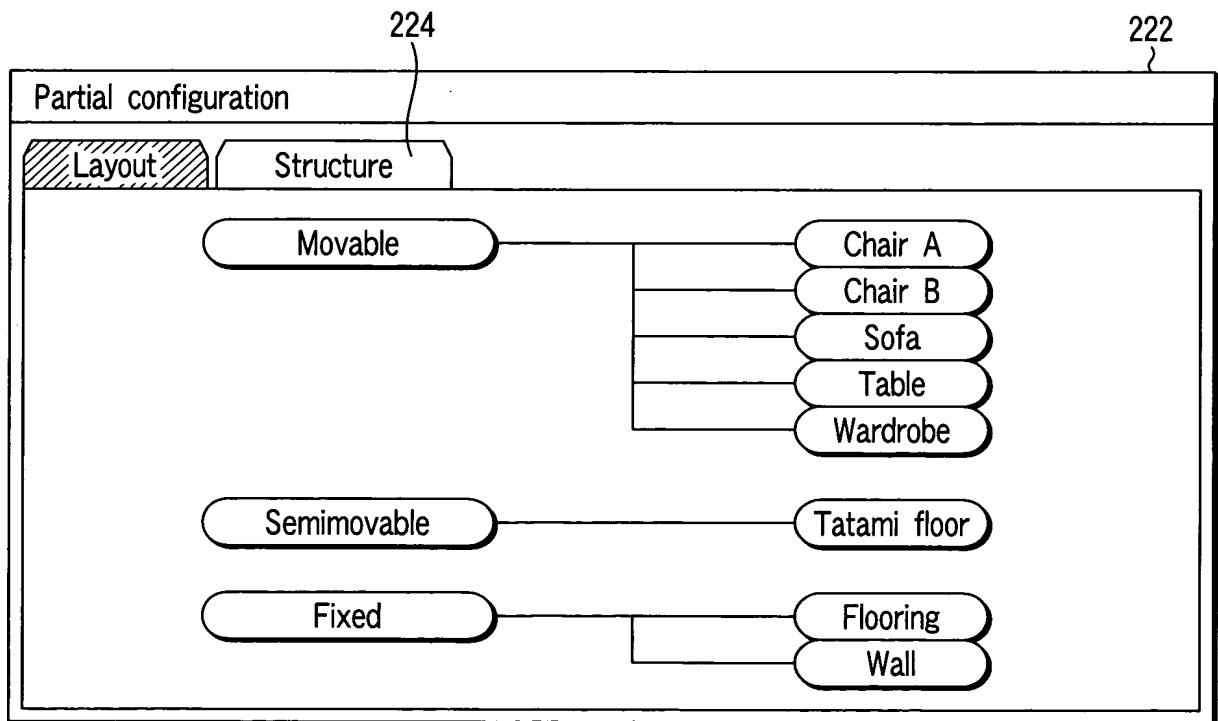 224
222
Partial configuration
Layout
Structure
Movable
Chair A
Chair B
Sofa
Table
Wardrobe
Semimovable
Tatami floor
Fixed
Flooring
Wall